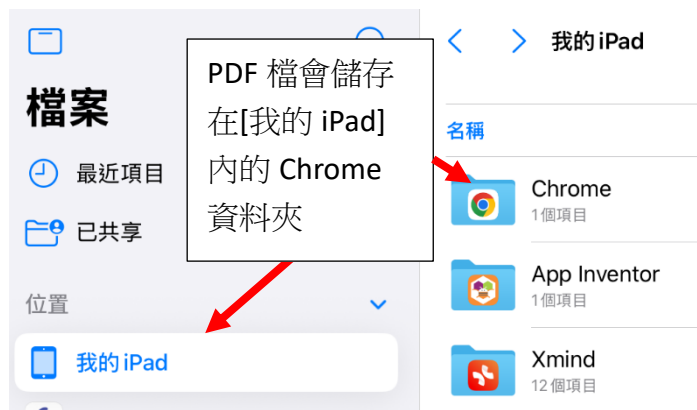 檔案
最近項目
已共享
位置
我的 iPad
PDF 檔會儲存
在[我的 iPad]
內的 Chrome
資料夾
我的 iPad
名稱
Chrome
1 個項目
App Inventor
1 個項目
Xmind
12 個項目